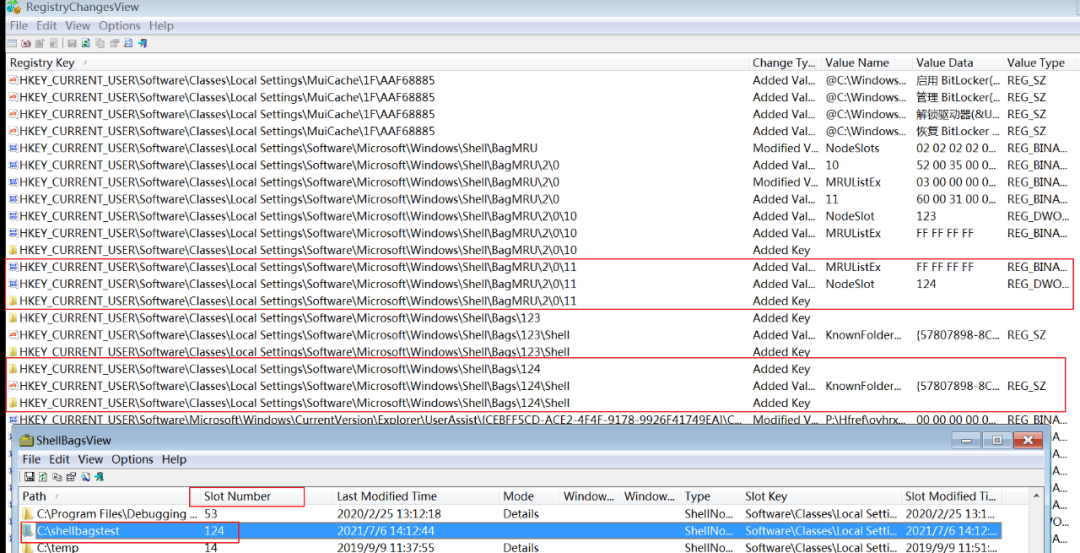 RegistryChangesView
File Edit View Options Help
Registry Key Change Ty... Value Name Value Data Value Type
HKEY_CURRENT_USER\Software\Classes\Local Settings\MuiCache\1F\AAF68885 Added Val... @C:\Windows... 启用 BitLocker(... REG_SZ
HKEY_CURRENT_USER\Software\Classes\Local Settings\MuiCache\1F\AAF68885 Added Val... @C:\Windows... 管理 BitLocker(... REG_SZ
HKEY_CURRENT_USER\Software\Classes\Local Settings\MuiCache\1F\AAF68885 Added Val... @C:\Windows... 解锁驱动器(&U... REG_SZ
HKEY_CURRENT_USER\Software\Classes\Local Settings\MuiCache\1F\AAF68885 Added Val... @C:\Windows... 恢复 BitLocker ... REG_SZ
HKEY_CURRENT_USER\Software\Classes\Local Settings\Software\Microsoft\Windows\Shell\BagMRU Modified V... NodeSlots 02 02 02 02 0... REG_BINA...
HKEY_CURRENT_USER\Software\Classes\Local Settings\Software\Microsoft\Windows\Shell\BagMRU\2\0 Added Val... 10 52 00 35 00 0... REG_BINA...
HKEY_CURRENT_USER\Software\Classes\Local Settings\Software\Microsoft\Windows\Shell\BagMRU\2\0 Modified V... MRUListEx 03 00 00 00 0... REG_BINA...
HKEY_CURRENT_USER\Software\Classes\Local Settings\Software\Microsoft\Windows\Shell\BagMRU\2\0 Added Val... 11 60 00 31 00 0... REG_BINA...
HKEY_CURRENT_USER\Software\Classes\Local Settings\Software\Microsoft\Windows\Shell\BagMRU\2\0\10 Added Val... NodeSlot 123 REG_DWO...
HKEY_CURRENT_USER\Software\Classes\Local Settings\Software\Microsoft\Windows\Shell\BagMRU\2\0\10 Added Val... MRUListEx FF FF FF FF REG_BINA...
HKEY_CURRENT_USER\Software\Classes\Local Settings\Software\Microsoft\Windows\Shell\BagMRU\2\0\10 Added Key
HKEY_CURRENT_USER\Software\Classes\Local Settings\Software\Microsoft\Windows\Shell\BagMRU\2\0\11 Added Val... MRUListEx FF FF FF FF REG_BINA...
HKEY_CURRENT_USER\Software\Classes\Local Settings\Software\Microsoft\Windows\Shell\BagMRU\2\0\11 Added Val... NodeSlot 124 REG_DWO...
HKEY_CURRENT_USER\Software\Classes\Local Settings\Software\Microsoft\Windows\Shell\BagMRU\2\0\11 Added Key
HKEY_CURRENT_USER\Software\Classes\Local Settings\Software\Microsoft\Windows\Shell\Bags\123 Added Key
HKEY_CURRENT_USER\Software\Classes\Local Settings\Software\Microsoft\Windows\Shell\Bags\123\Shell Added Val... KnownFolder... {57807898-8C... REG_SZ
HKEY_CURRENT_USER\Software\Classes\Local Settings\Software\Microsoft\Windows\Shell\Bags\123\Shell Added Key
HKEY_CURRENT_USER\Software\Classes\Local Settings\Software\Microsoft\Windows\Shell\Bags\124 Added Key
HKEY_CURRENT_USER\Software\Classes\Local Settings\Software\Microsoft\Windows\Shell\Bags\124\Shell Added Val... KnownFolder... {57807898-8C... REG_SZ
HKEY_CURRENT_USER\Software\Classes\Local Settings\Software\Microsoft\Windows\Shell\Bags\124\Shell Added Key
HKEY_CURRENT_USER\Software\Microsoft\Windows\CurrentVersion\Explorer\UserAssist\{CEBFF5CD-ACE2-4F4F-9178-9926F41749EA}\C... Modified V... P:\Hfref\ovhrx... 00 00 00 00 0... REG_BINA...
ShellBagsView
File Edit View Options Help
Path Slot Number Last Modified Time Mode Window... Window... Type Slot Key Slot Modified Ti...
C:\Program Files\Debugging ... 53 2020/2/25 13:12:18 Details ShellNo... Software\Classes\Local Setti... 2020/2/25 13:1...
C:\shellbagstest 124 2021/7/6 14:12:44 ShellNo... Software\Classes\Local Setti... 2021/7/6 14:12:...
C:\temp 14 2019/9/9 11:37:55 Details ShellNo... Software\Classes\Local Setti... 2019/9/9 11:51:...